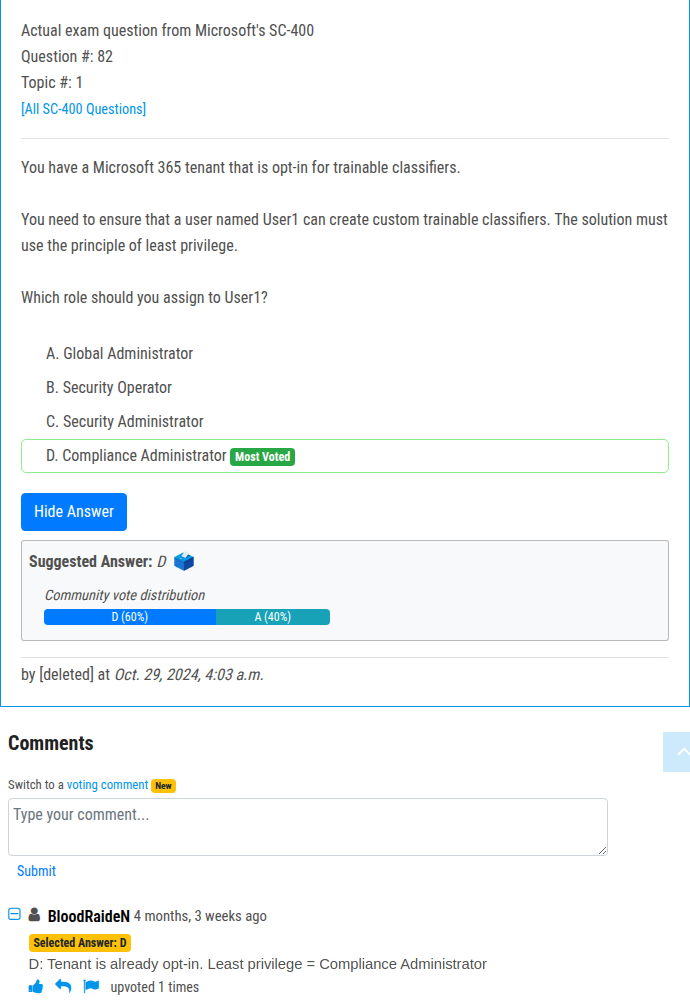 Actual exam question from Microsoft's SC-400
Question #: 82
Topic #: 1
[All SC-400 Questions]
You have a Microsoft 365 tenant that is opt-in for trainable classifiers.
You need to ensure that a user named User1 can create custom trainable classifiers. The solution must
use the principle of least privilege.
Which role should you assign to User1?
A. Global Administrator
B. Security Operator
C. Security Administrator
D. Compliance Administrator Most Voted
Hide Answer
Suggested Answer: D
Community vote distribution
D (60%) A (40%)
by [deleted] at Oct. 29, 2024, 4:03 a.m.
Comments
Switch to a voting comment New
Type your comment...
Submit
BloodRaideN 4 months, 3 weeks ago
Selected Answer: D
D: Tenant is already opt-in. Least privilege = Compliance Administrator
upvoted 1 times